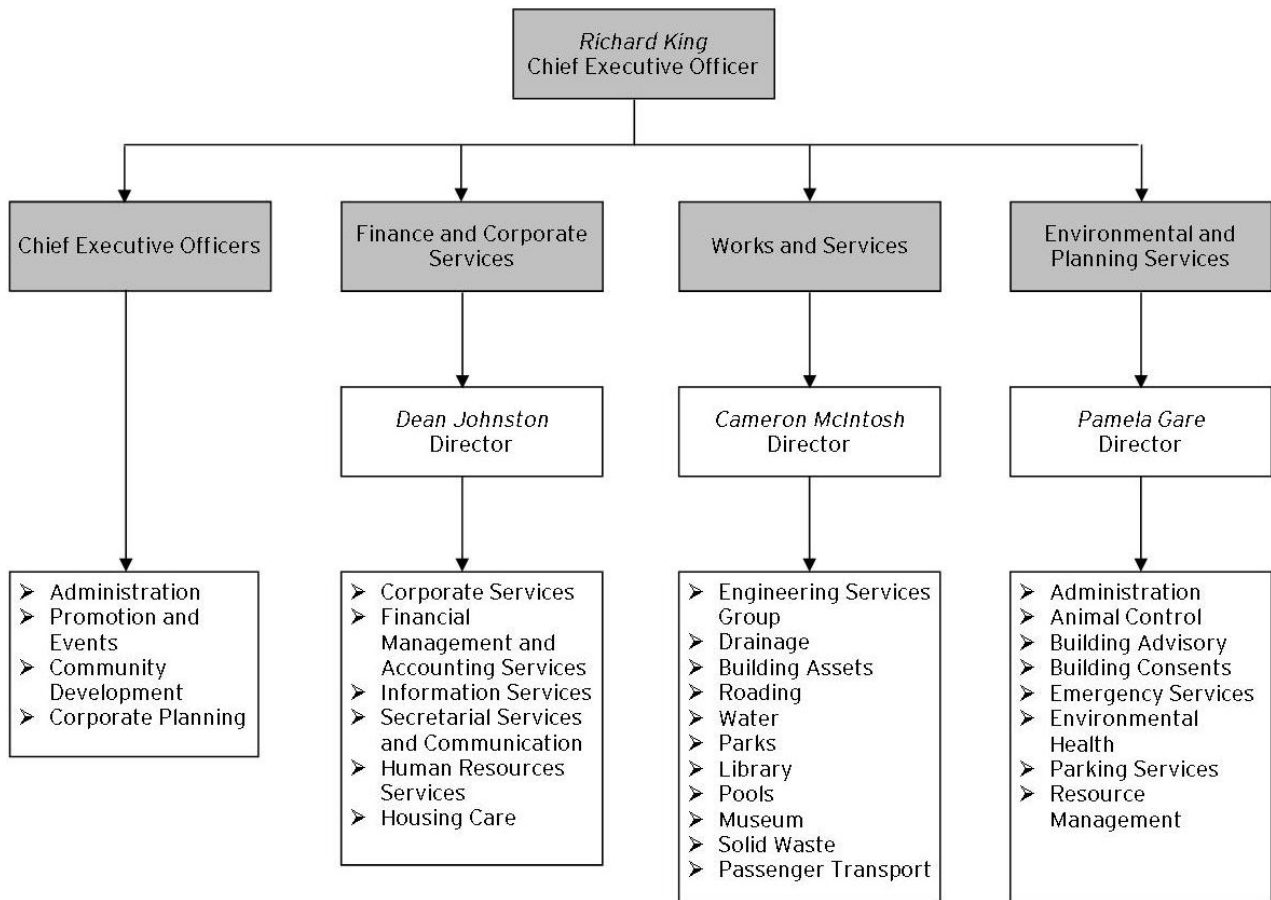 Richard King
Chief Executive Officer
Chief Executive Officers
Finance and Corporate
Services
Works and Services
Environmental and
Planning Services
Dean Johnston
Director
Cameron McIntosh
Director
Pamela Gare
Director
➢ Administration
➢ Promotion and
Events
➢ Community
Development
➢ Corporate Planning
➢ Corporate Services
➢ Financial
Management and
Accounting Services
➢ Information Services
➢ Secretarial Services
and Communication
➢ Human Resources
Services
➢ Housing Care
➢ Engineering Services
Group
➢ Drainage
➢ Building Assets
➢ Roading
➢ Water
➢ Parks
➢ Library
➢ Pools
➢ Museum
➢ Solid Waste
➢ Passenger Transport
➢ Administration
➢ Animal Control
➢ Building Advisory
➢ Building Consents
➢ Emergency Services
➢ Environmental
Health
➢ Parking Services
➢ Resource
Management